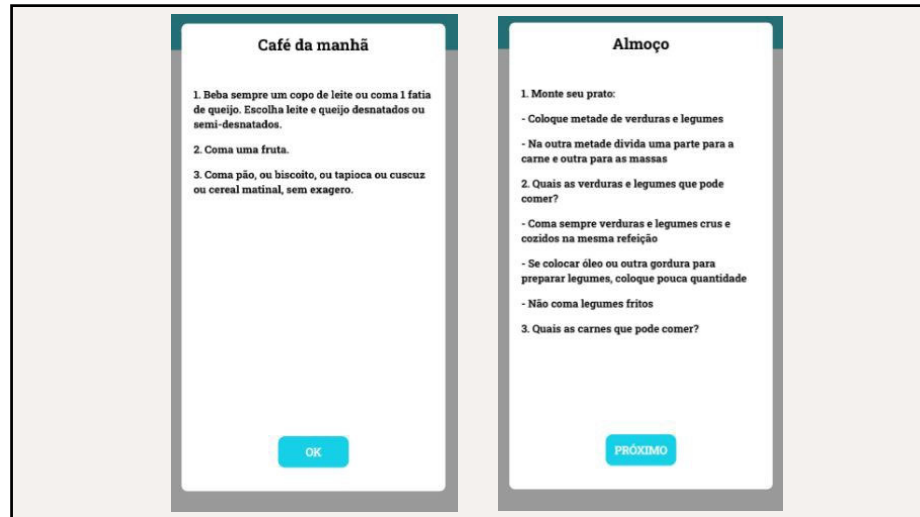 Café da manhã
1. Beba sempre um copo de leite ou coma 1 fatia
de queijo. Escolha leite e queijo desnatados ou
semi-desnatados.
2. Coma uma fruta.
3. Coma pão, ou biscoito, ou tapioca ou cuscuz
ou cereal matinal, sem exagero.
OK
Almoço
1. Monte seu prato:
- Coloque metade de verduras e legumes
- Na outra metade divida uma parte para a
carne e outra para as massas
2. Quais as verduras e legumes que pode
comer?
- Coma sempre verduras e legumes crus e
cozidos na mesma refeição
- Se colocar óleo ou outra gordura para
preparar legumes, coloque pouca quantidade
- Não coma legumes fritos
3. Quais as carnes que pode comer?
PRÓXIMO